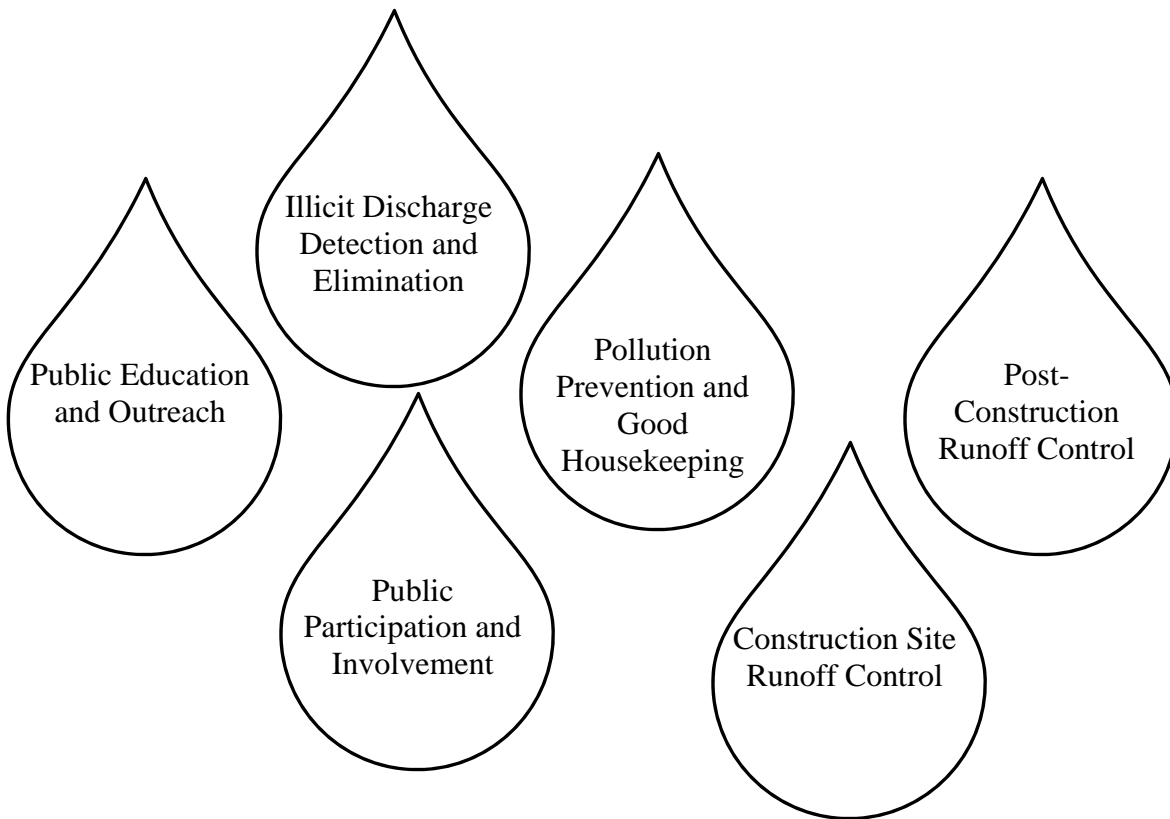 Illicit Discharge
Detection and
Elimination
Public Education
and Outreach
Pollution
Prevention and
Good
Housekeeping
Post-
Construction
Runoff Control
Public
Participation and
Involvement
Construction Site
Runoff Control